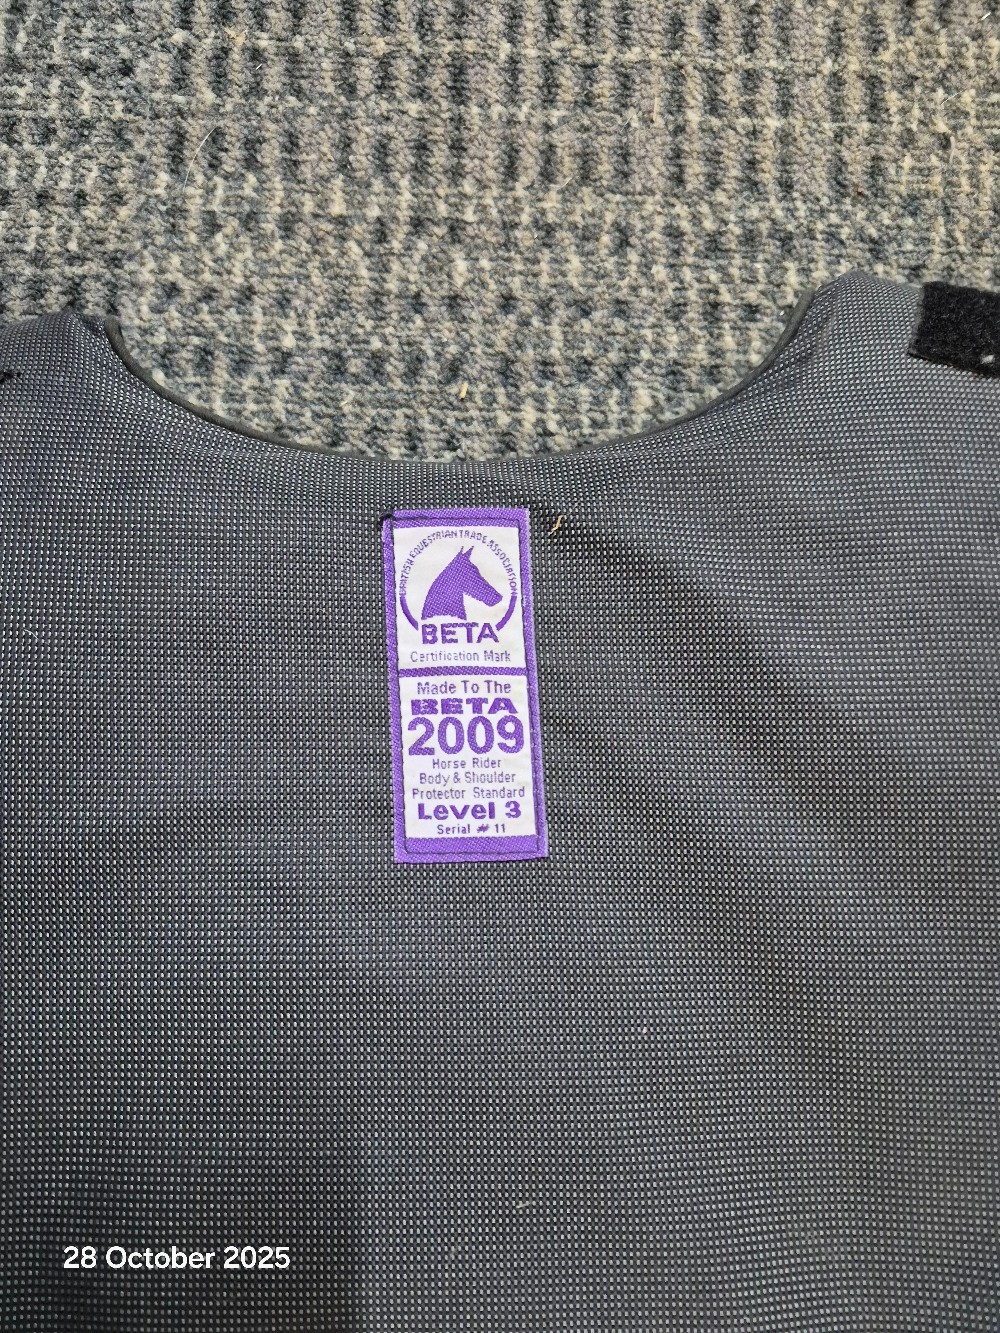 BRITISH EQUESTRIAN TRADE ASSOCIATION
BETA
Certification Mark
Made To The
BETA
2009
Horse Rider
Body & Shoulder
Protector Standard
Level 3
Serial # 11
28 October 2025